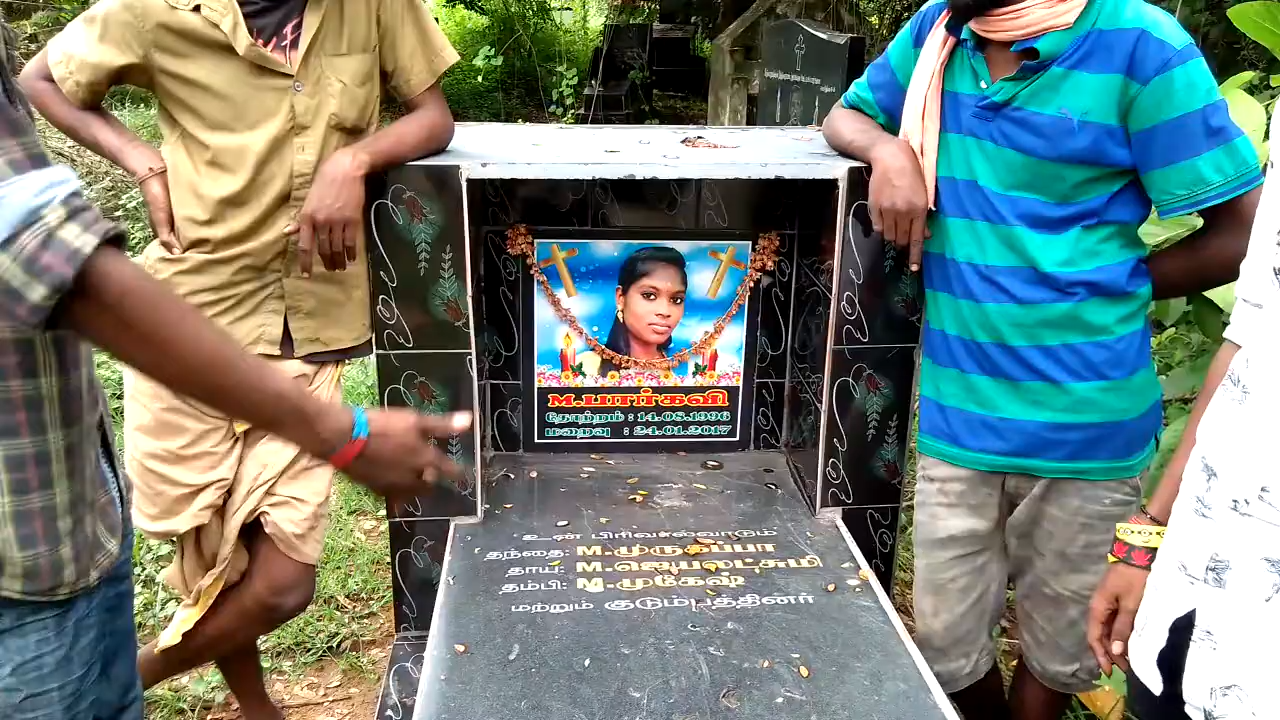 M.பார்கவி
தோற்றம் : 14.08.1996
மறைவு : 24.01.2017
உன் பிரிவால்வாடும்
தந்தை: M.முருகப்பா
தாய்: M.ஜெயலட்சுமி
தம்பி: M.முகேஷ்
மற்றும் குடும்பத்தினர்